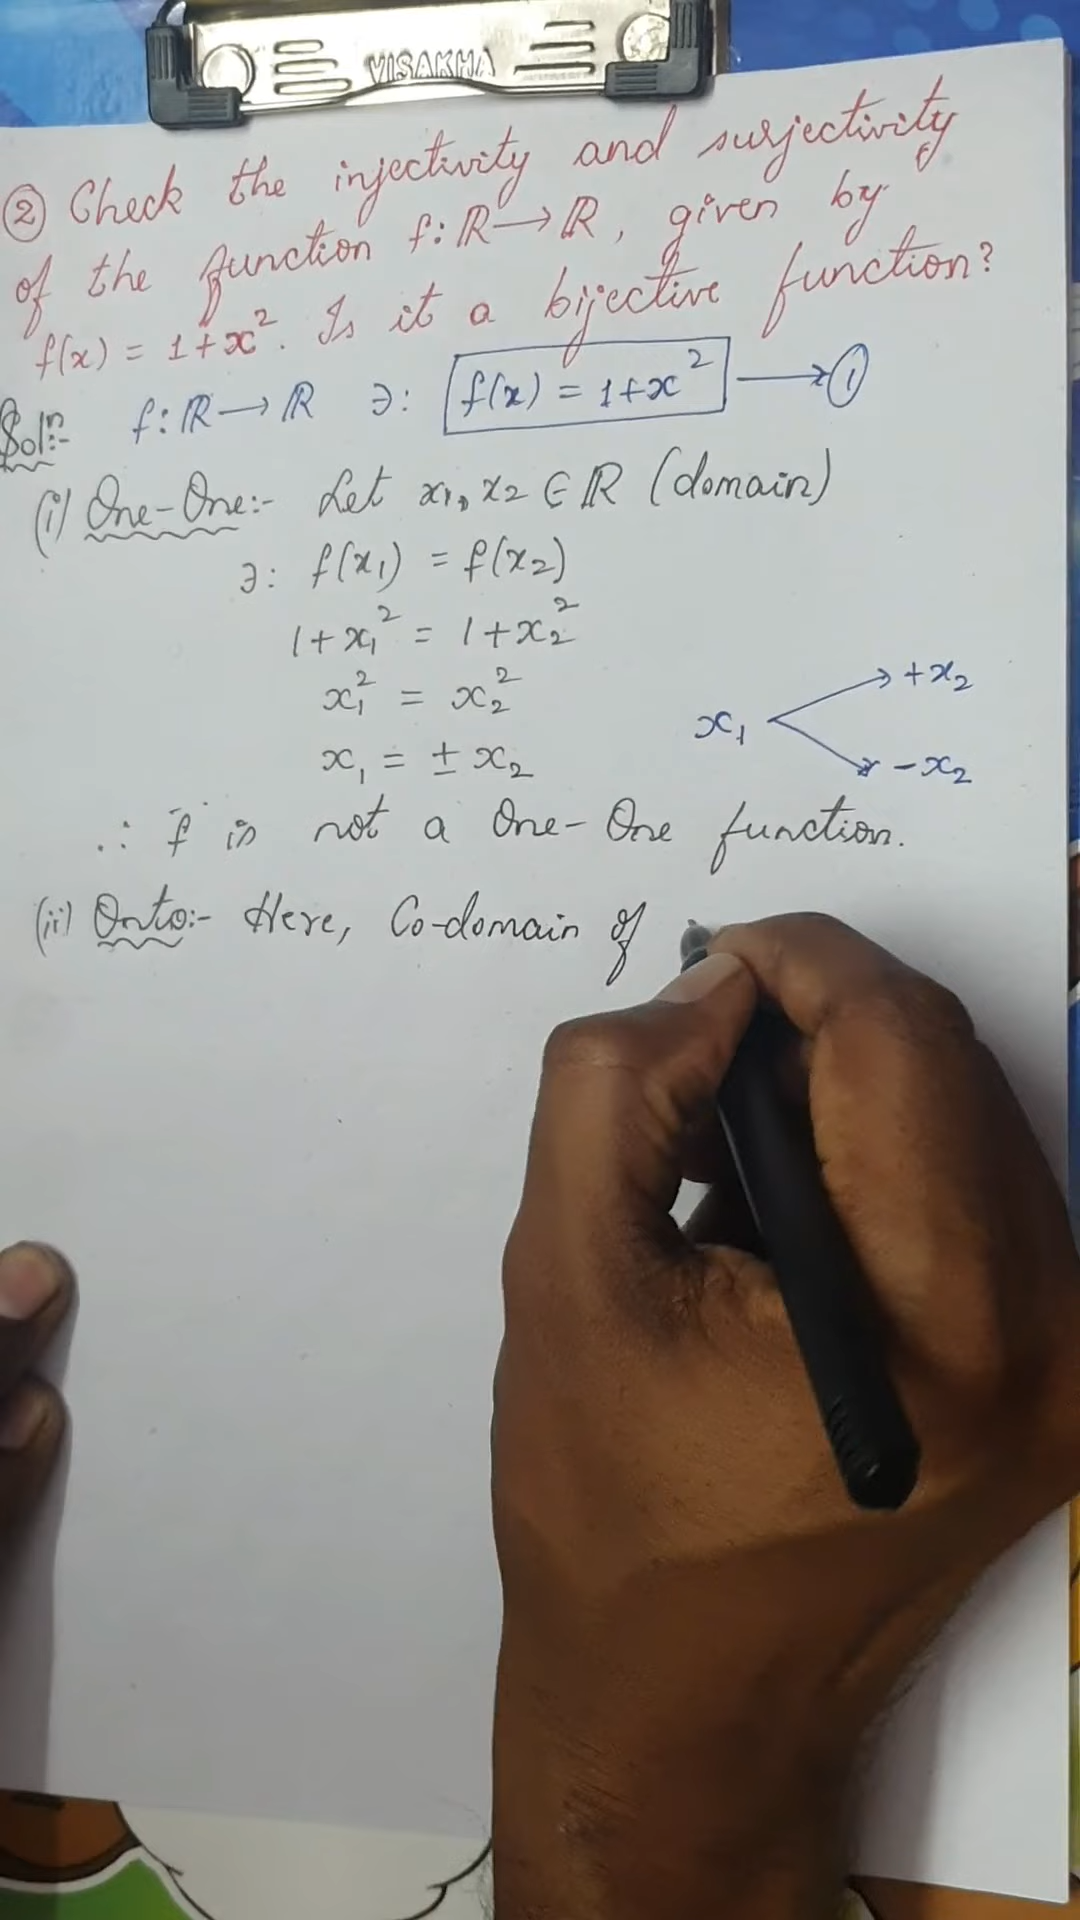 VISAKHA
② Check the injectivity and surjectivity
of the function f: ℝ → ℝ, given by
f(x) = 1 + x². Is it a bijective function?
Solⁿ:- f: ℝ → ℝ ∋: f(x) = 1 + x² → ①
(i) One-One:- Let x₁, x₂ ∈ ℝ (domain)
∋: f(x₁) = f(x₂)
1 + x₁² = 1 + x₂²
x₁² = x₂²
x₁ = ± x₂
x₁ +x₂ -x₂
∴ f is not a One-One function.
(ii) Onto:- Here, Co-domain of